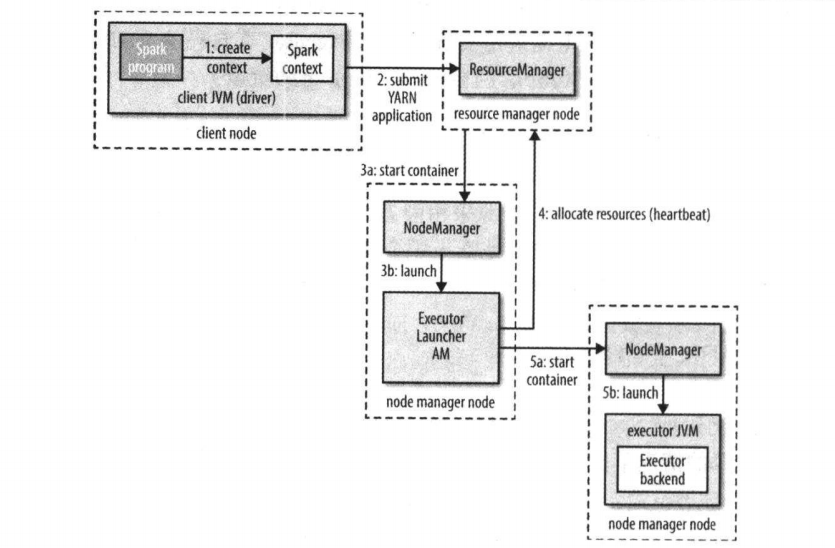 Spark
program
1: create
context
Spark
context
client JVM (driver)
client node
2: submit
YARN
application
ResourceManager
resource manager node
3a: start container
NodeManager
3b: launch
Executor
Launcher
AM
node manager node
4: allocate resources (heartbeat)
5a: start
container
NodeManager
5b: launch
executor JVM
Executor
backend
node manager node